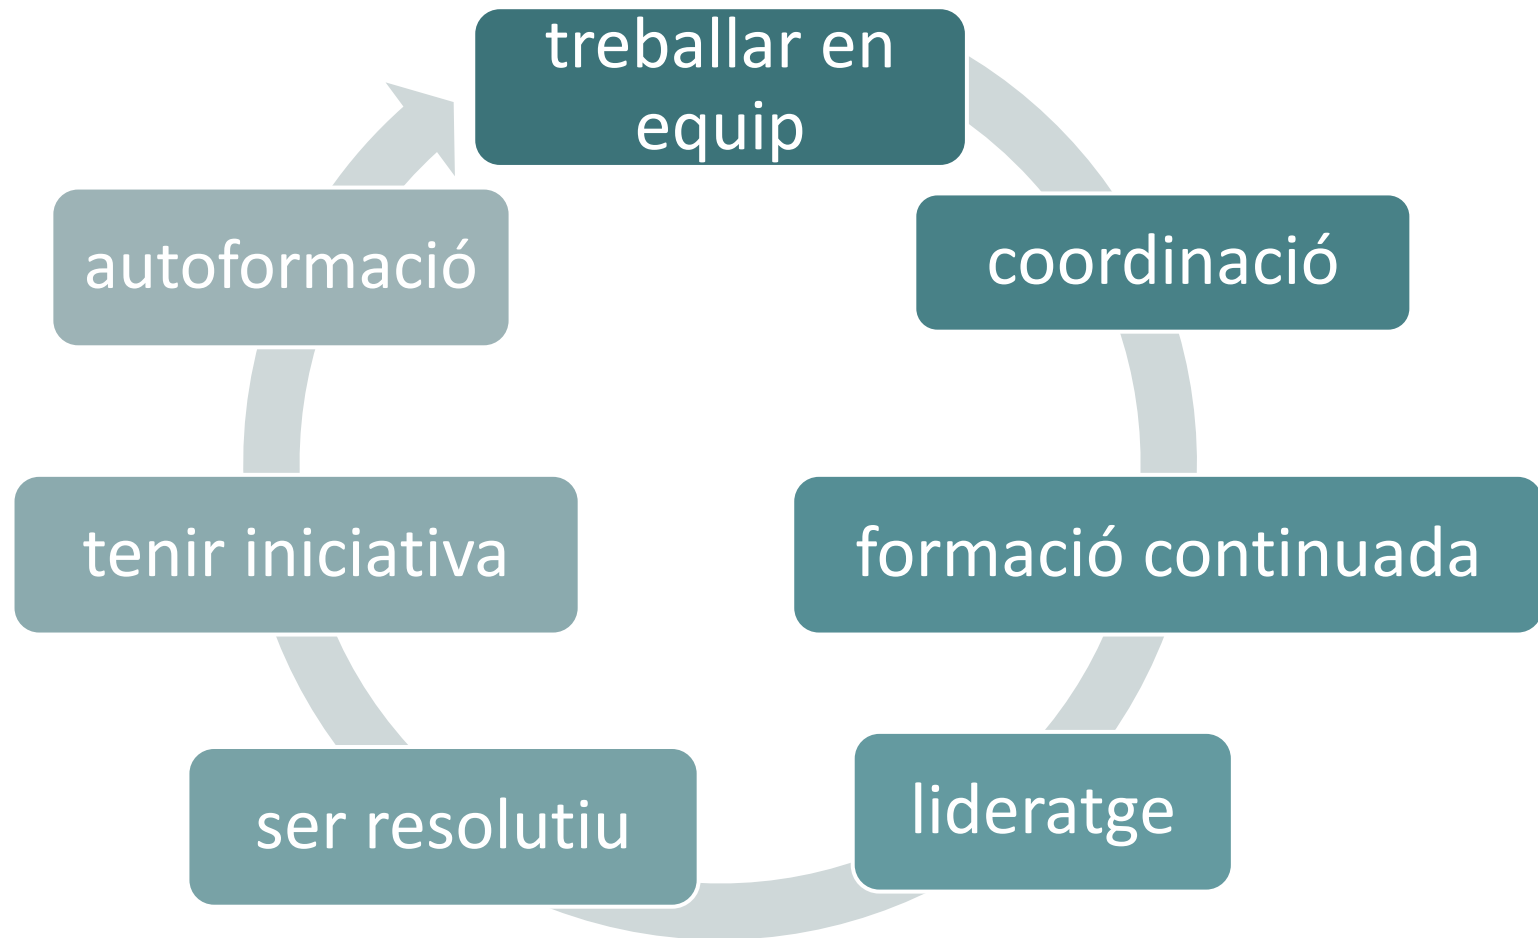 treballar en
equip
coordinació
formació continuada
lideratge
ser resolutiu
tenir iniciativa
autoformació